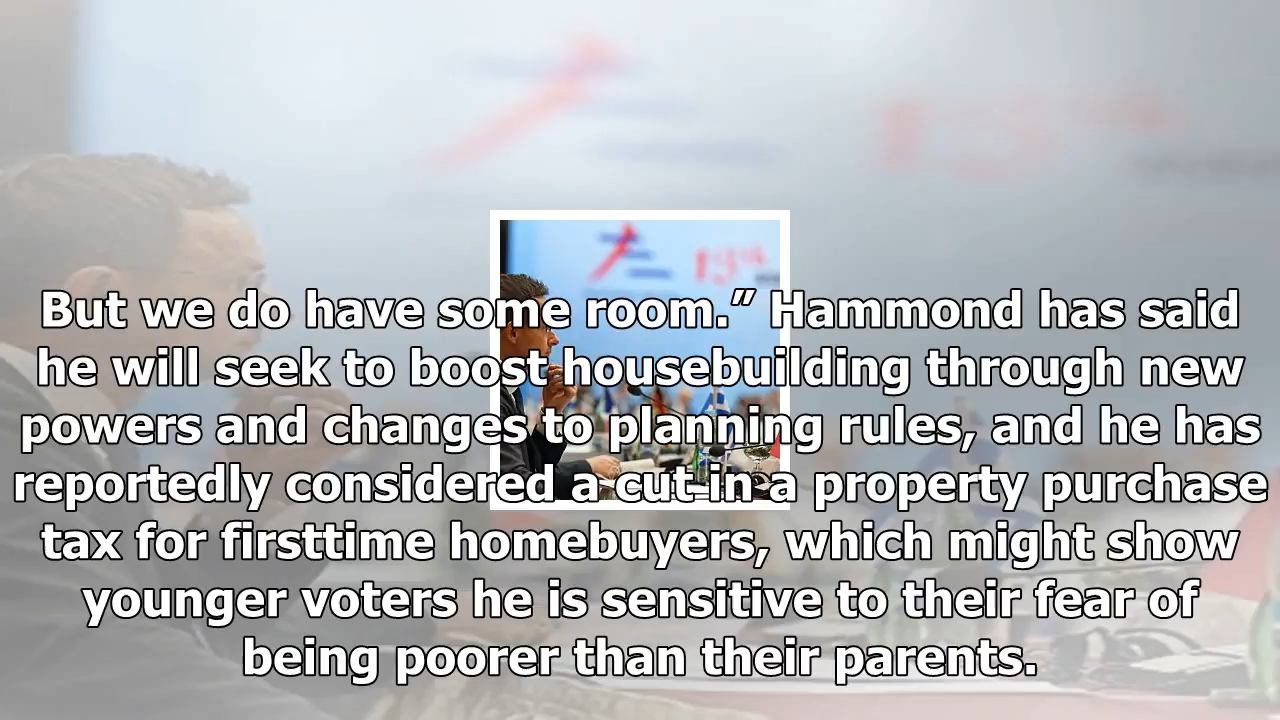 13th
But we do have some room.” Hammond has said
he will seek to boost housebuilding through new
powers and changes to planning rules, and he has
reportedly considered a cut in a property purchase
tax for firsttime homebuyers, which might show
younger voters he is sensitive to their fear of
being poorer than their parents.